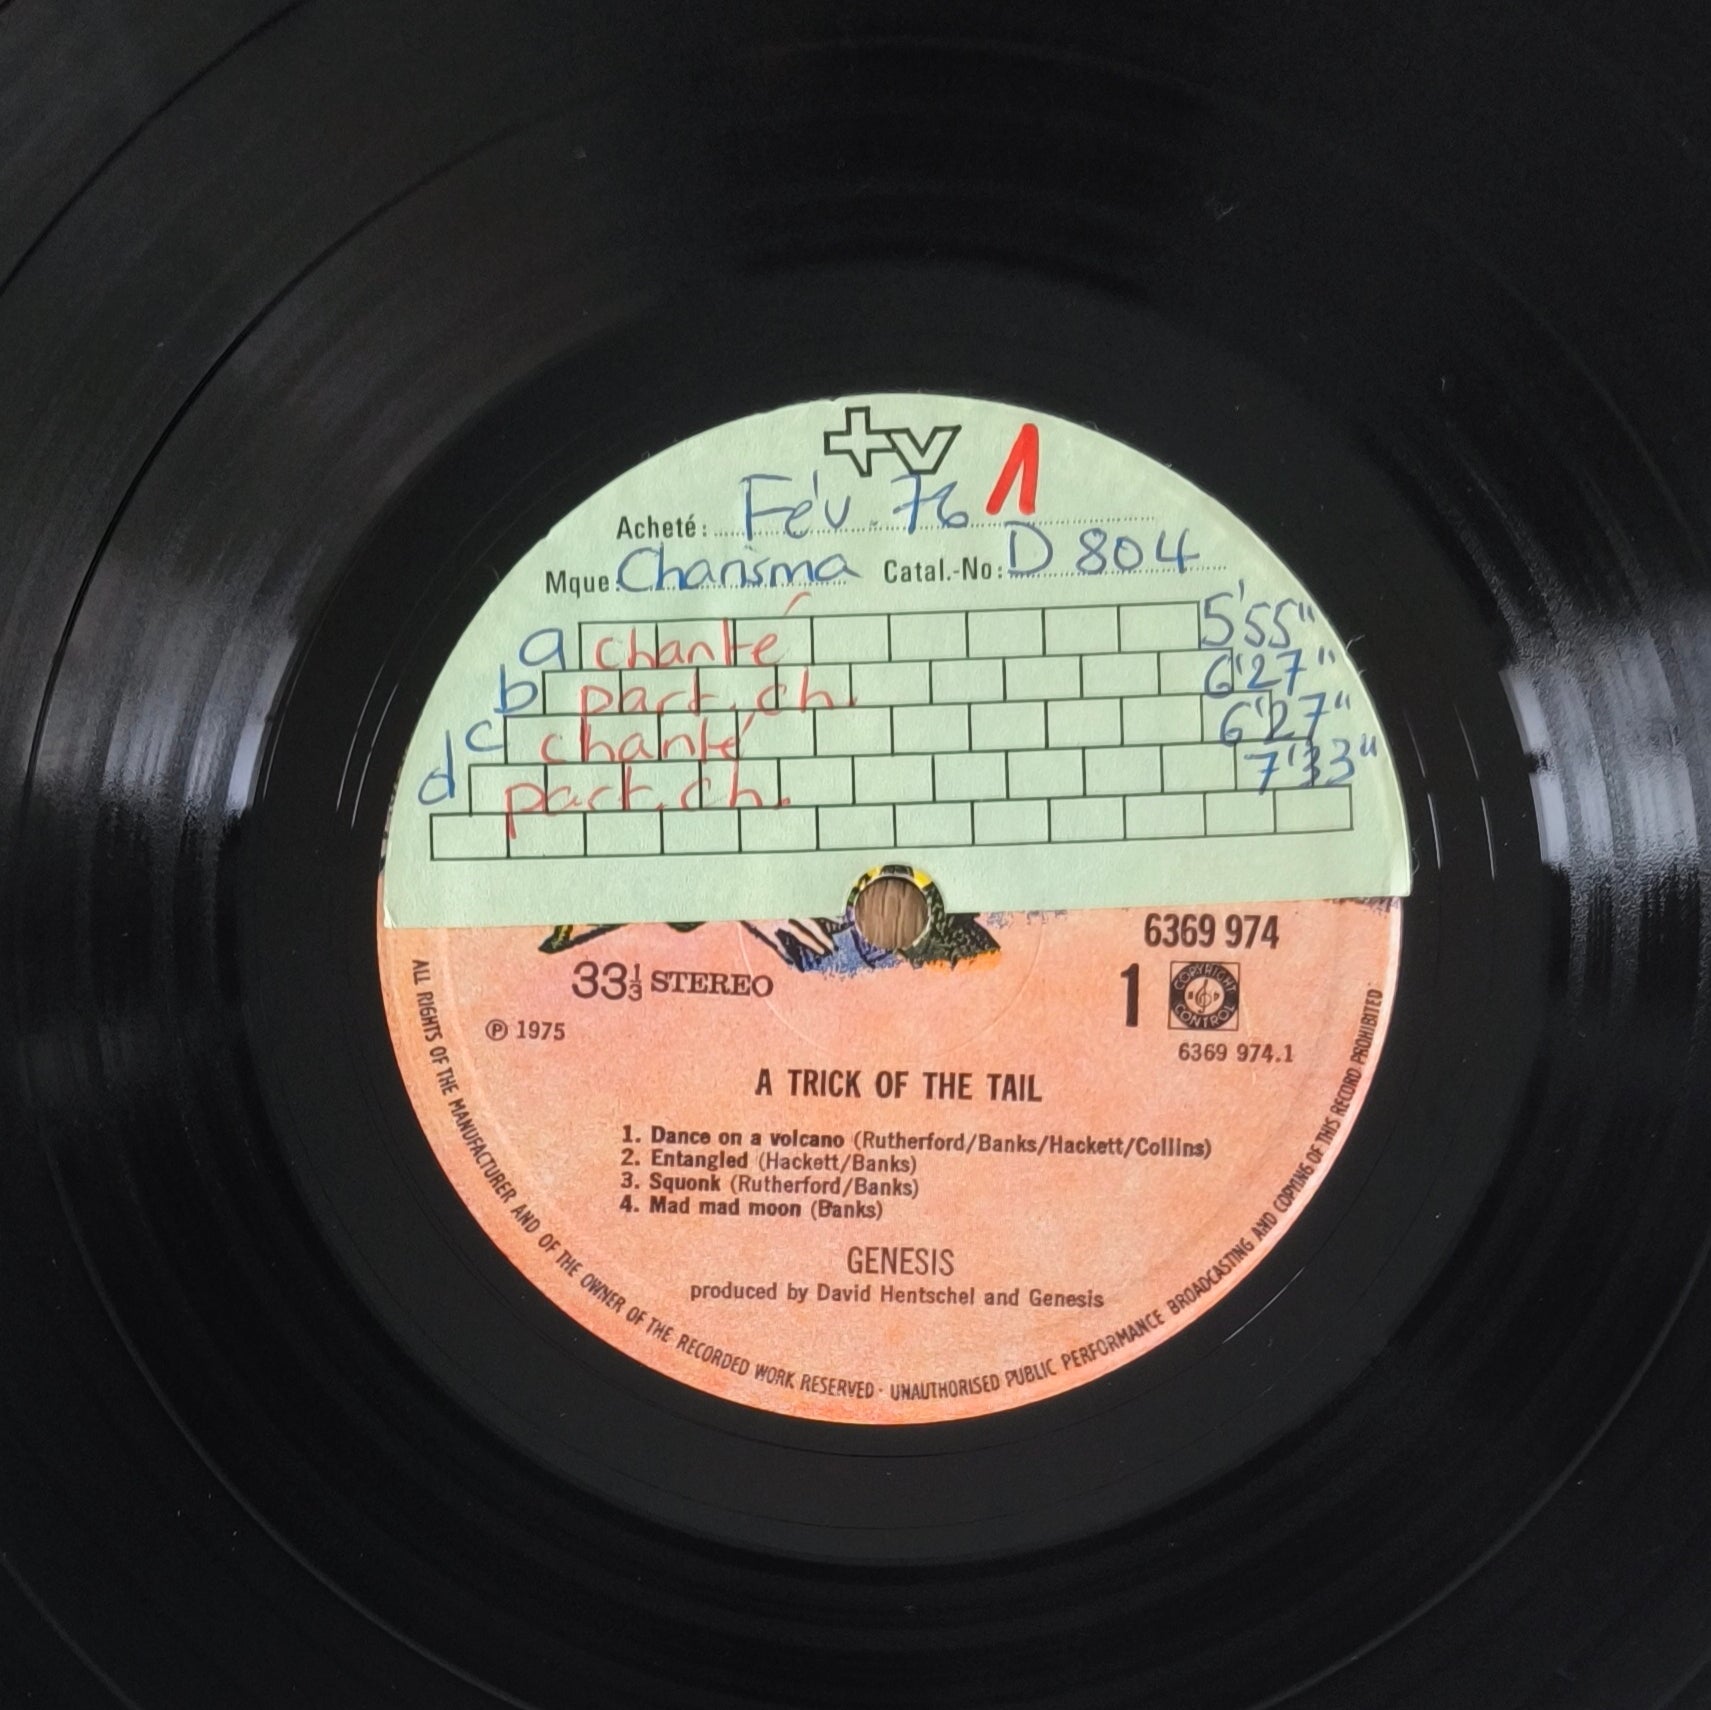 +v 1
Acheté: Fév. 76
Mque: Charisma Catal.-No: D 804
a chanté 5'55"
b part. ch. 6'27"
c chanté 6'27"
d part. ch. 7'33"
6369 974
33⅓ STEREO 1
COPYRIGHT CONTROL
℗ 1975
6369 974.1
A TRICK OF THE TAIL
1. Dance on a volcano (Rutherford/Banks/Hackett/Collins)
2. Entangled (Hackett/Banks)
3. Squonk (Rutherford/Banks)
4. Mad mad moon (Banks)
GENESIS
produced by David Hentschel and Genesis
ALL RIGHTS OF THE MANUFACTURER AND OF THE OWNER OF THE RECORDED WORK RESERVED · UNAUTHORISED PUBLIC PERFORMANCE BROADCASTING AND COPYING OF THIS RECORD PROHIBITED